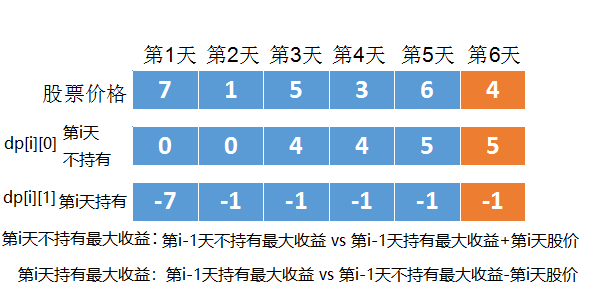 第1天 第2天 第3天 第4天 第5天 第6天
股票价格 7 1 5 3 6 4
dp[i][0] 第i天不持有 0 0 4 4 5 5
dp[i][1] 第i天持有 -7 -1 -1 -1 -1 -1
第i天不持有最大收益：第i-1天不持有最大收益 vs 第i-1天持有最大收益+第i天股价
第i天持有最大收益：第i-1天持有最大收益 vs 第i-1天不持有最大收益-第i天股价